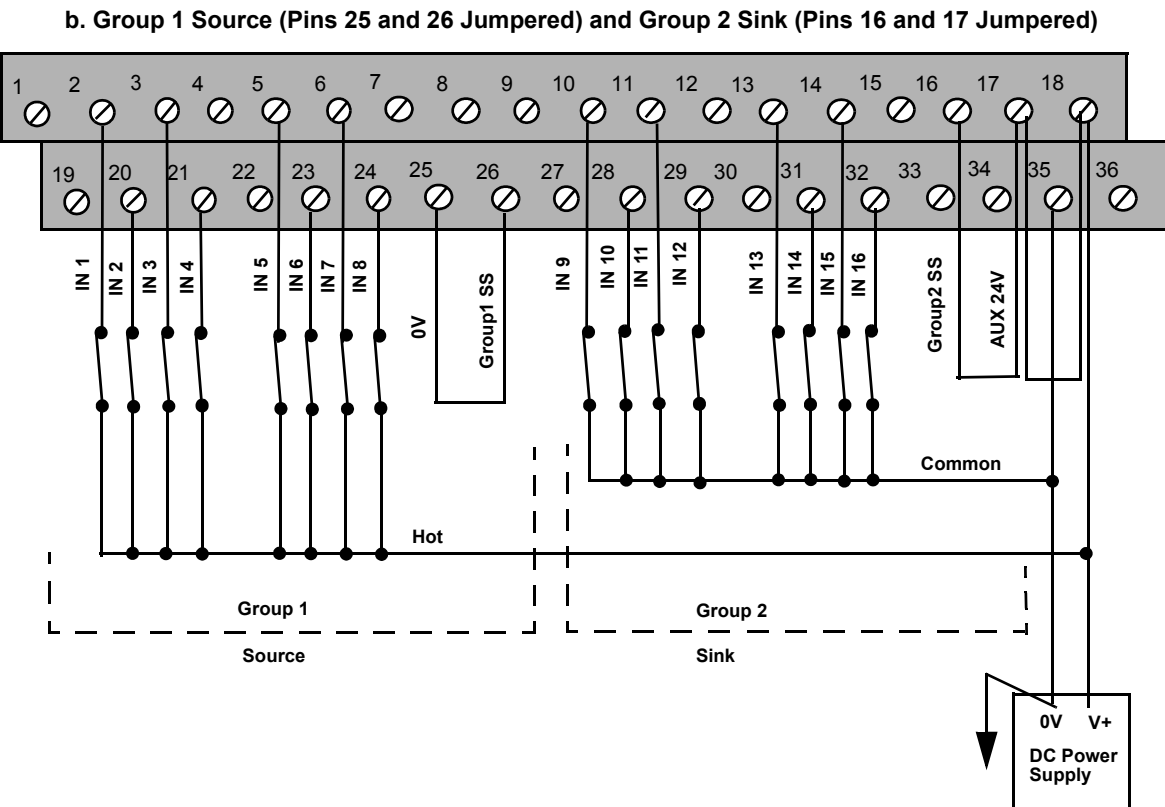 b. Group 1 Source (Pins 25 and 26 Jumpered) and Group 2 Sink (Pins 16 and 17 Jumpered)
1 2 3 4 5 6 7 8 9 10 11 12 13 14 15 16 17 18
19 20 21 22 23 24 25 26 27 28 29 30 31 32 33 34 35 36
IN 1
IN 2
IN 3
IN 4
IN 5
IN 6
IN 7
IN 8
0V
Group1 SS
IN 9
IN 10
IN 11
IN 12
IN 13
IN 14
IN 15
IN 16
Group2 SS
AUX 24V
Common
Hot
Group 1
Group 2
Source
Sink
0V V+
DC Power
Supply